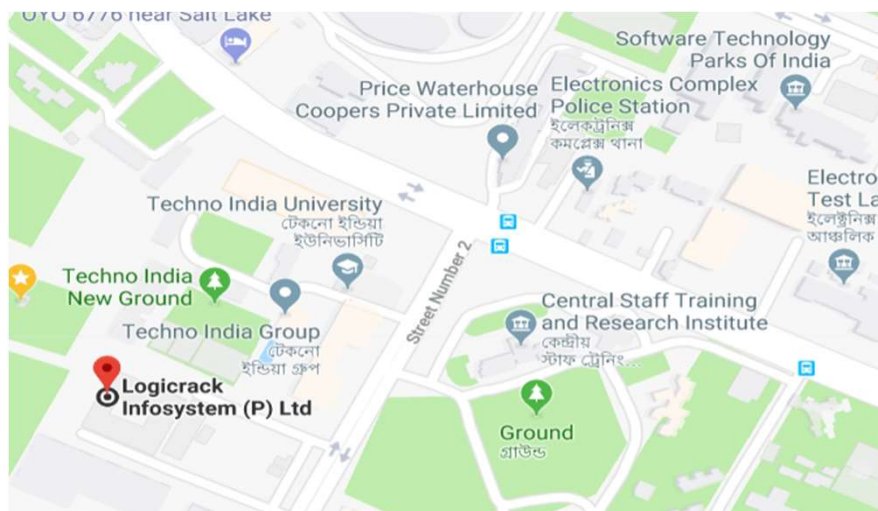 OYO 6776 near Salt Lake
Software Technology
Parks Of India
Price Waterhouse
Coopers Private Limited
Electronics Complex
Police Station
ইলেকট্রনিক্স
কমপ্লেক্স থানা
Electro
Test La
ইলেক্ট্রনিক্স
আঞ্চলিক
Techno India University
টেকনো ইন্ডিয়া
ইউনিভার্সিটি
Street Number 2
Techno India
New Ground
Techno India Group
টেকনো
ইন্ডিয়া গ্রুপ
Central Staff Training
and Research Institute
কেন্দ্রীয়
স্টাফ ট্রেনিং...
Logicrack
Infosystem (P) Ltd
Ground
গ্রাউন্ড